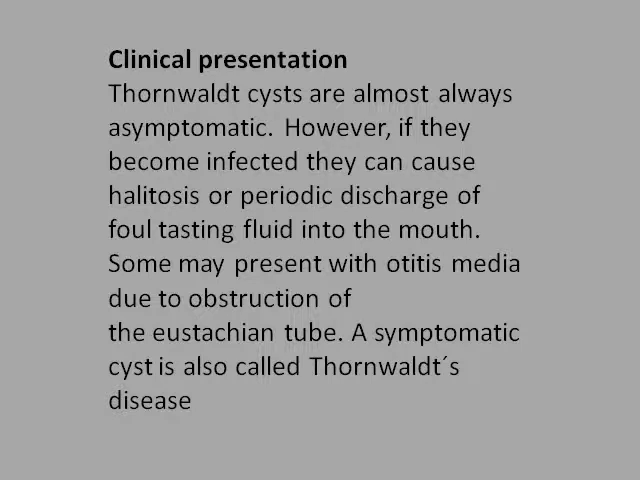 Clinical presentation
Thornwaldt cysts are almost always
asymptomatic. However, if they
become infected they can cause
halitosis or periodic discharge of
foul tasting fluid into the mouth.
Some may present with otitis media
due to obstruction of
the eustachian tube. A symptomatic
cyst is also called Thornwaldt´s
disease